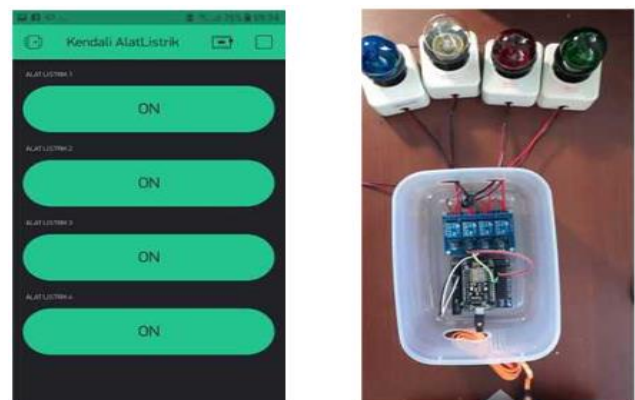 Kendali AlatListrik
ALAT LISTRIK 1
ON
ALAT LISTRIK 2
ON
ALAT LISTRIK 3
ON
ALAT LISTRIK 4
ON